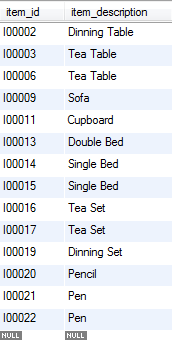 item_id item_description
I00002 Dinning Table
I00003 Tea Table
I00006 Tea Table
I00009 Sofa
I00011 Cupboard
I00013 Double Bed
I00014 Single Bed
I00015 Single Bed
I00016 Tea Set
I00017 Tea Set
I00019 Dinning Set
I00020 Pencil
I00021 Pen
I00022 Pen
NULL NULL